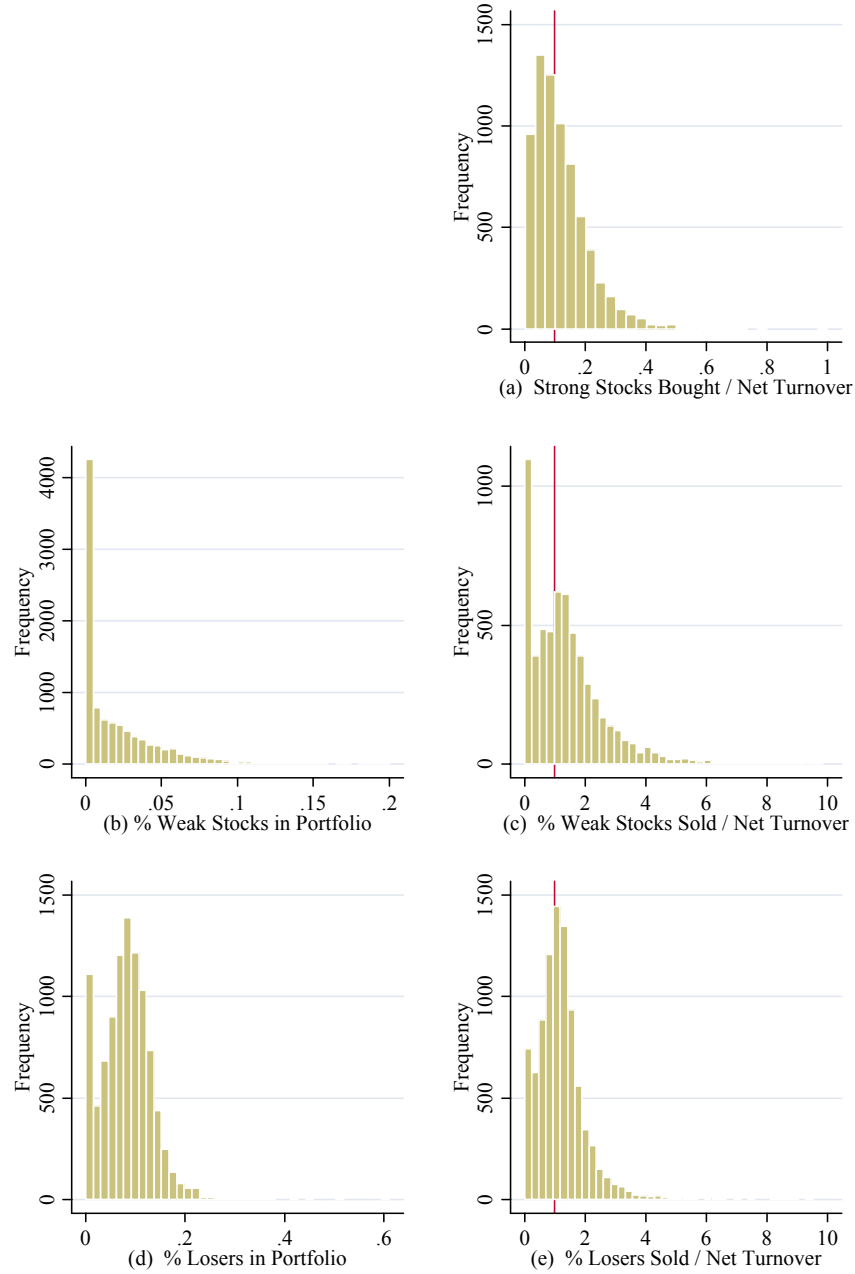 1500
1000
500
0
Frequency
0 .2 .4 .6 .8 1
(a) Strong Stocks Bought / Net Turnover
4000
3000
2000
1000
0
Frequency
0 .05 .1 .15 .2
(b) % Weak Stocks in Portfolio
1000
500
0
Frequency
0 2 4 6 8 10
(c) % Weak Stocks Sold / Net Turnover
1500
1000
500
0
Frequency
0 .2 .4 .6
(d) % Losers in Portfolio
1500
1000
500
0
Frequency
0 2 4 6 8 10
(e) % Losers Sold / Net Turnover